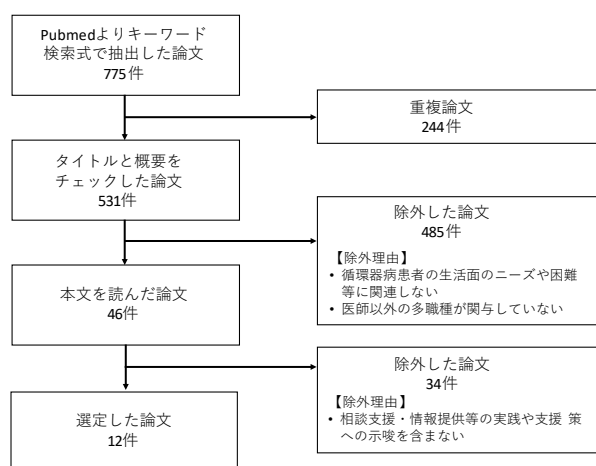 Pubmedよりキーワード
検索式で抽出した論文
775件
重複論文
244件
タイトルと概要を
チェックした論文
531件
除外した論文
485件
【除外理由】
• 循環器病患者の生活面のニーズや困難
等に関連しない
• 医師以外の多職種が関与していない
本文を読んだ論文
46件
除外した論文
34件
【除外理由】
• 相談支援・情報提供等の実践や支援 策
への示唆を含まない
選定した論文
12件